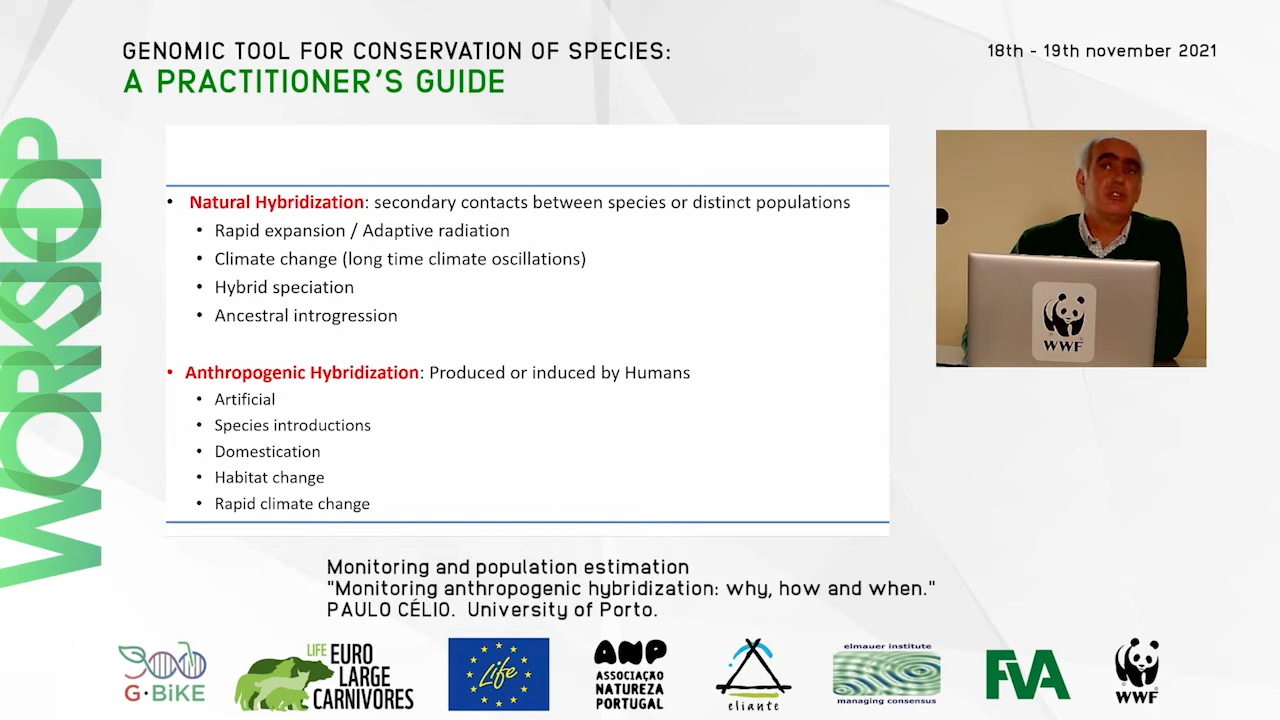 GENOMIC TOOL FOR CONSERVATION OF SPECIES:
A PRACTITIONER'S GUIDE
18th - 19th november 2021
WORKSHOP
• Natural Hybridization: secondary contacts between species or distinct populations
• Rapid expansion / Adaptive radiation
• Climate change (long time climate oscillations)
• Hybrid speciation
• Ancestral introgression
• Anthropogenic Hybridization: Produced or induced by Humans
• Artificial
• Species introductions
• Domestication
• Habitat change
• Rapid climate change
WWF
Monitoring and population estimation
"Monitoring anthropogenic hybridization: why, how and when."
PAULO CÉLIO. University of Porto.
G·BiKE
LIFE EURO
LARGE
CARNIVORES
Life
ANP
ASSOCIAÇÃO
NATUREZA
PORTUGAL
eliante
elmauer institute
managing consensus
FVA
WWF